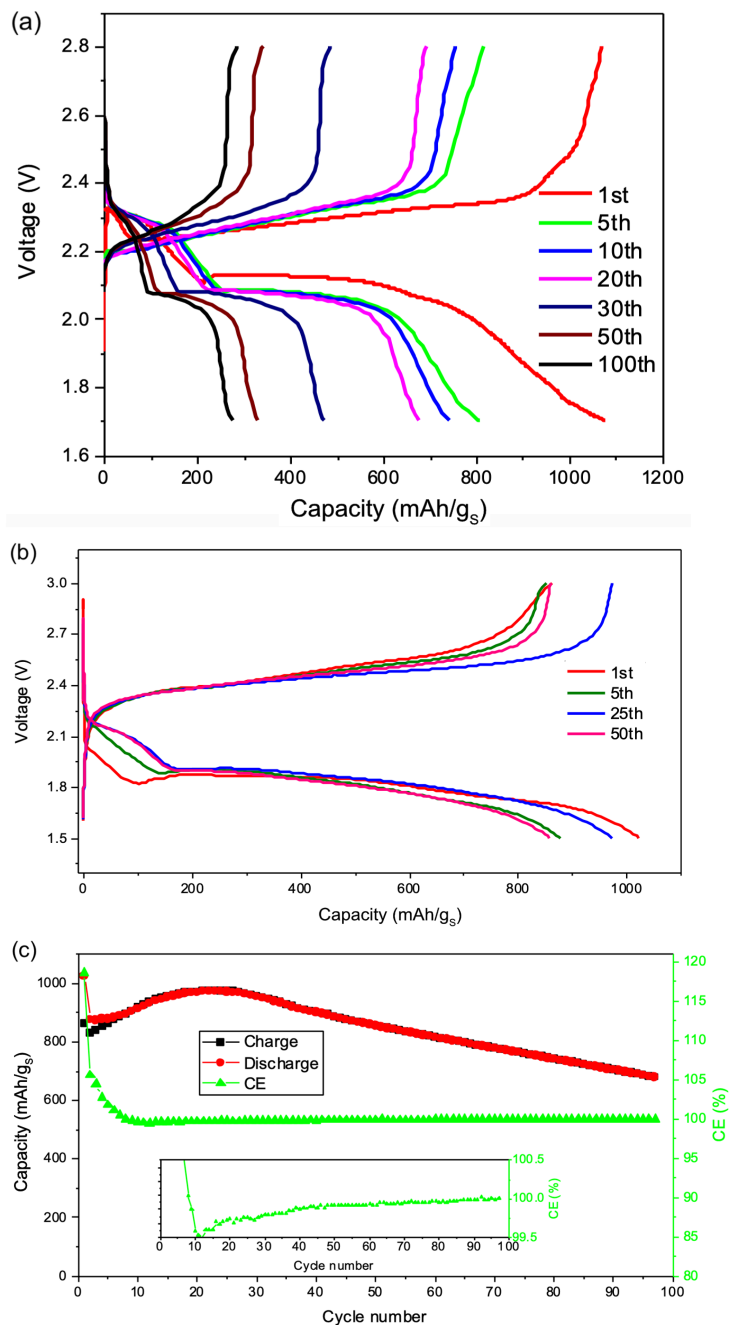 (a)
2.8
2.6
2.4
2.2
2.0
1.8
1.6
Voltage (V)
1st
5th
10th
20th
30th
50th
100th
0 200 400 600 800 1000 1200
Capacity (mAh/gS)
(b)
3.0
2.7
2.4
2.1
1.8
1.5
Voltage (V)
1st
5th
25th
50th
0 200 400 600 800 1000
Capacity (mAh/gS)
(c)
1000
800
600
400
200
0
Capacity (mAh/gS)
Charge
Discharge
CE
120
115
110
105
100
95
90
85
80
CE (%)
100.5
100.0
99.5
CE (%)
0 10 20 30 40 50 60 70 80 90 100
Cycle number
0 10 20 30 40 50 60 70 80 90 100
Cycle number